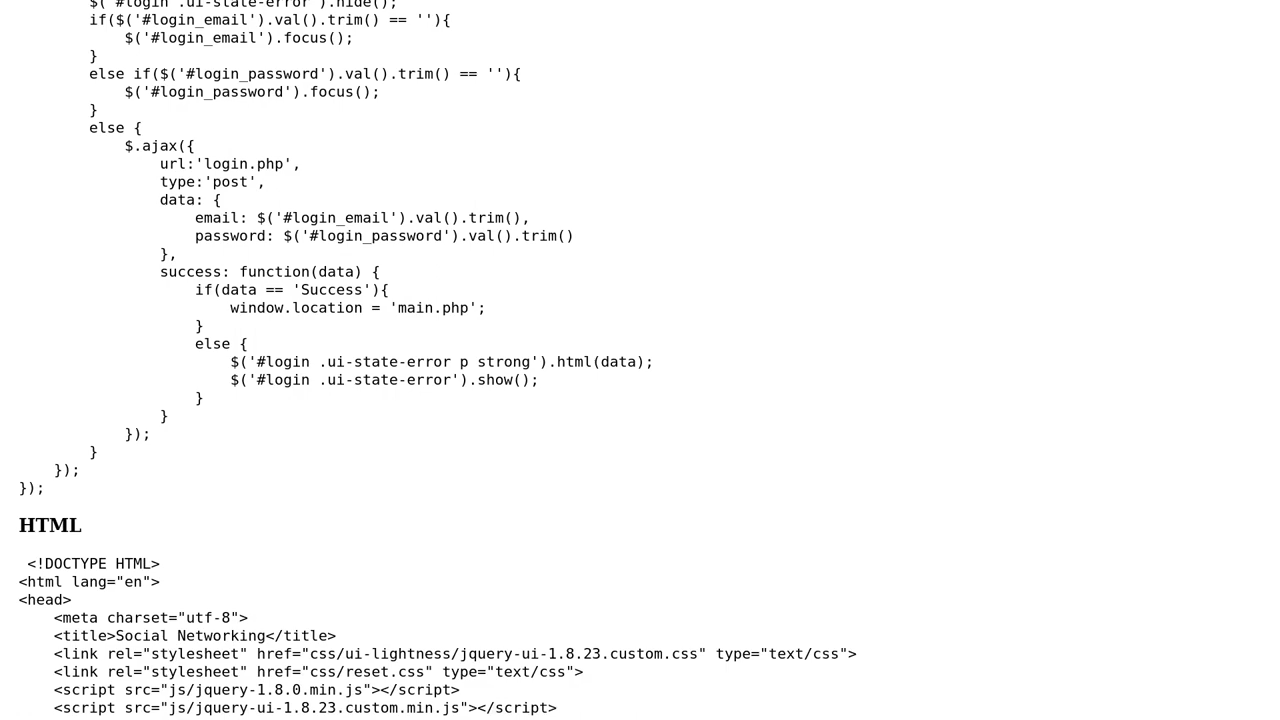 $('#login .ui-state-error').hide();
if($('#login_email').val().trim() == ''){
$('#login_email').focus();
}
else if($('#login_password').val().trim() == ''){
$('#login_password').focus();
}
else {
$.ajax({
url:'login.php',
type:'post',
data: {
email: $('#login_email').val().trim(),
password: $('#login_password').val().trim()
},
success: function(data) {
if(data == 'Success'){
window.location = 'main.php';
}
else {
$('#login .ui-state-error p strong').html(data);
$('#login .ui-state-error').show();
}
}
});
}
});
});
HTML
<!DOCTYPE HTML>
<html lang="en">
<head>
<meta charset="utf-8">
<title>Social Networking</title>
<link rel="stylesheet" href="css/ui-lightness/jquery-ui-1.8.23.custom.css" type="text/css">
<link rel="stylesheet" href="css/reset.css" type="text/css">
<script src="js/jquery-1.8.0.min.js"></script>
<script src="js/jquery-ui-1.8.23.custom.min.js"></script>